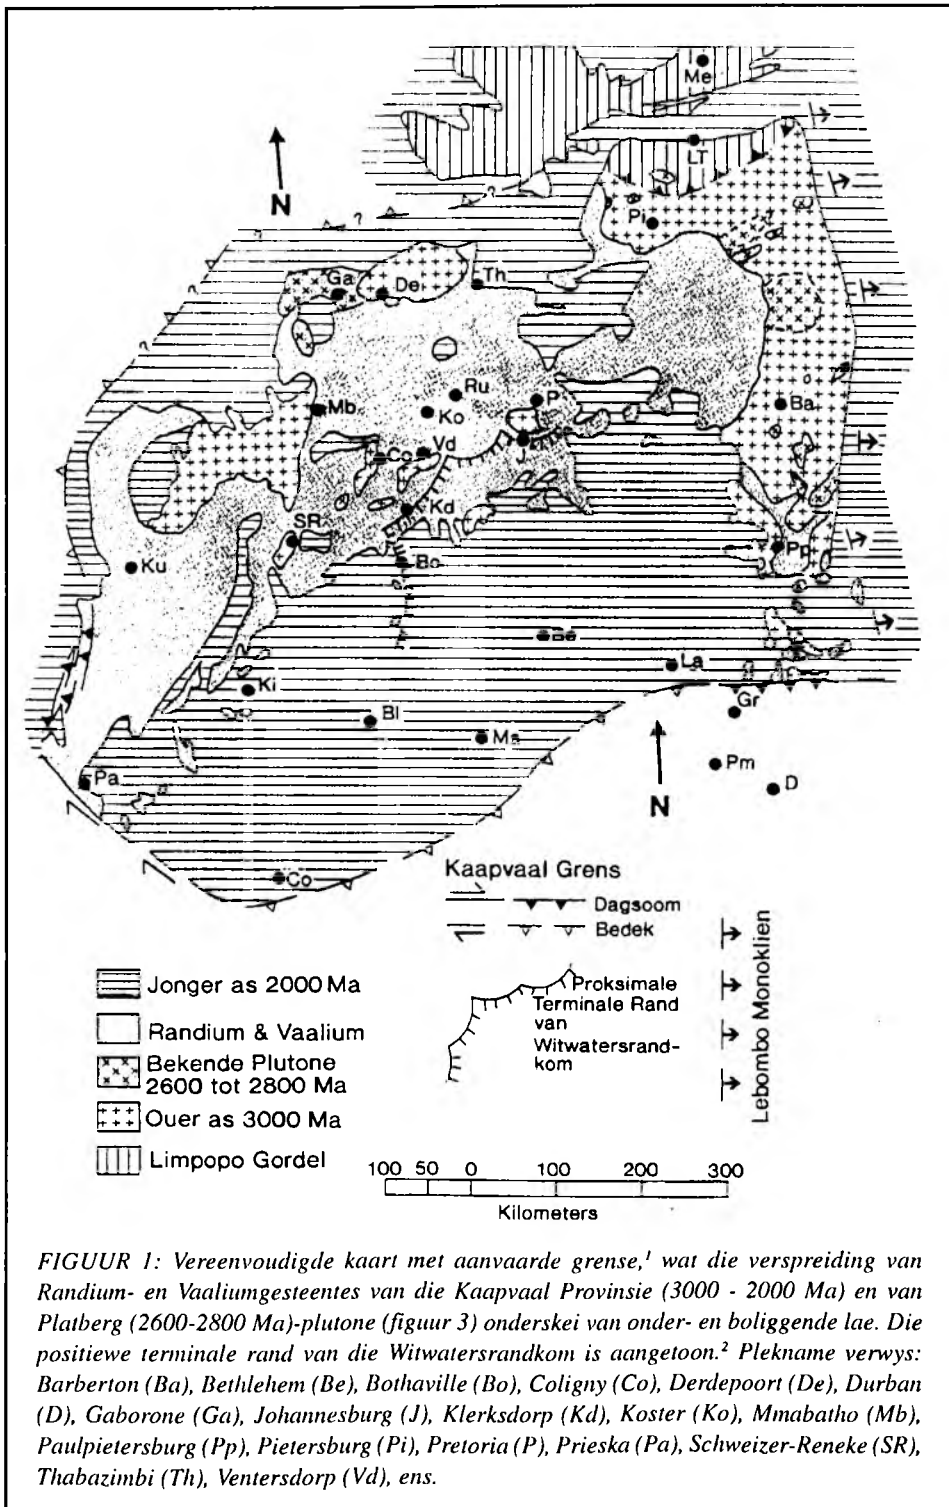 Me
LT
N
Pi
Ga
De
Th
Ru
P
Mb
Ko
Ba
Vd
Co
J
Kd
SR
Bo
Pp
Ku
Be
La
Ki
Gr
Bl
Ma
Pm
N
D
Pa
Co
Kaapvaal Grens
Dagsoom
Bedek
Jonger as 2000 Ma
Randium & Vaalium
Bekende Plutone
2600 tot 2800 Ma
Ouer as 3000 Ma
Limpopo Gordel
Proksimale
Terminale Rand
van
Witwatersrand-
kom
Lebombo Monoklien
100 50 0 100 200 300
Kilometers
FIGUUR 1: Vereenvoudigde kaart met aanvaarde grense,¹ wat die verspreiding van
Randium- en Vaaliumgesteentes van die Kaapvaal Provinsie (3000 - 2000 Ma) en van
Platberg (2600-2800 Ma)-plutone (figuur 3) onderskei van onder- en boliggende lae. Die
positiewe terminale rand van die Witwatersrandkom is aangetoon.² Plekname verwys:
Barberton (Ba), Bethlehem (Be), Bothaville (Bo), Coligny (Co), Derdepoort (De), Durban
(D), Gaborone (Ga), Johannesburg (J), Klerksdorp (Kd), Koster (Ko), Mmabatho (Mb),
Paulpietersburg (Pp), Pietersburg (Pi), Pretoria (P), Prieska (Pa), Schweizer-Reneke (SR),
Thabazimbi (Th), Ventersdorp (Vd), ens.